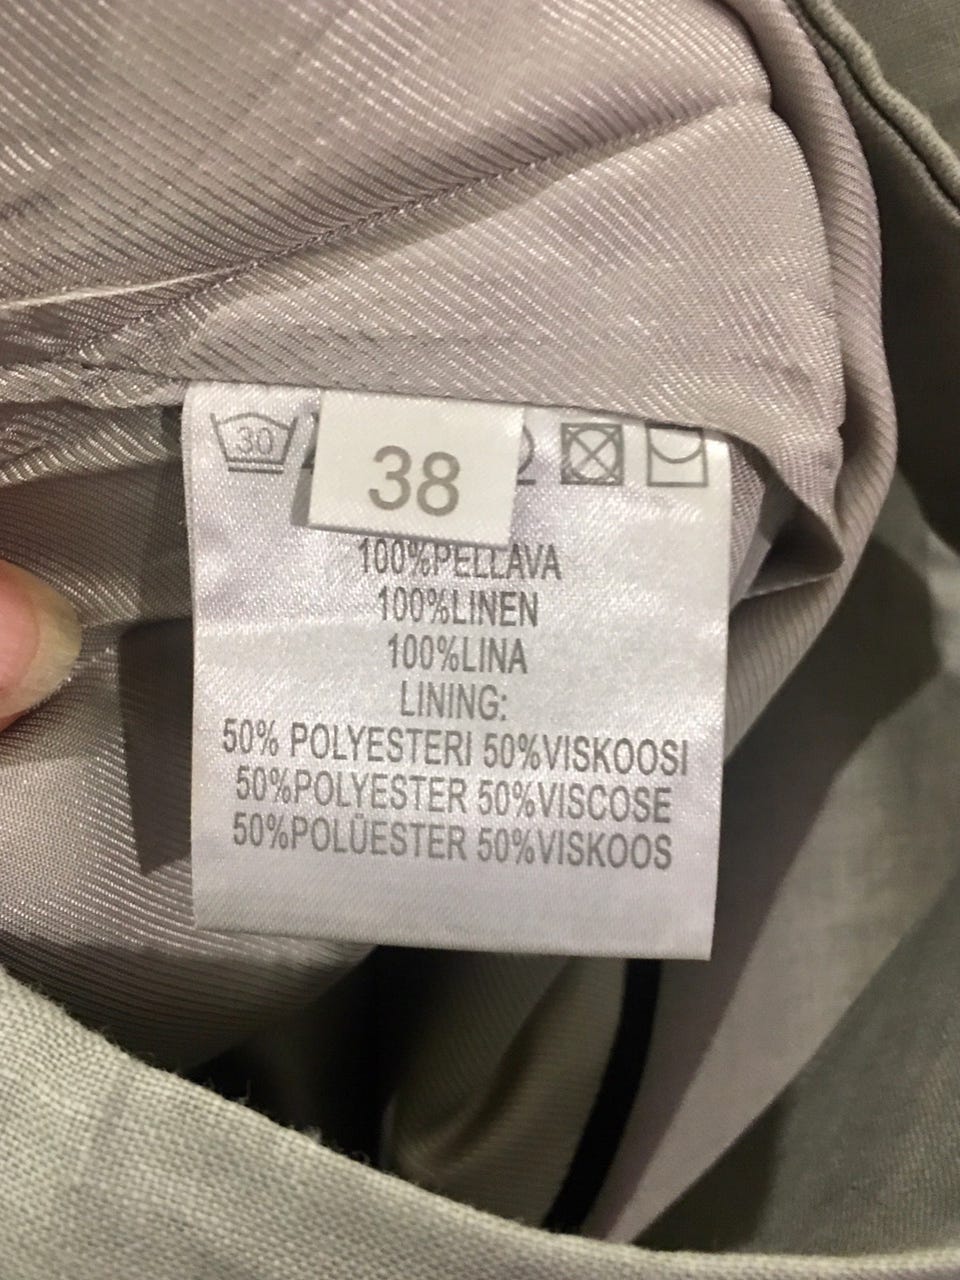 30
38
100%PELLAVA
100%LINEN
100%LINA
LINING:
50% POLYESTERI 50%VISKOOSI
50%POLYESTER 50%VISCOSE
50%POLÜESTER 50%VISKOOS